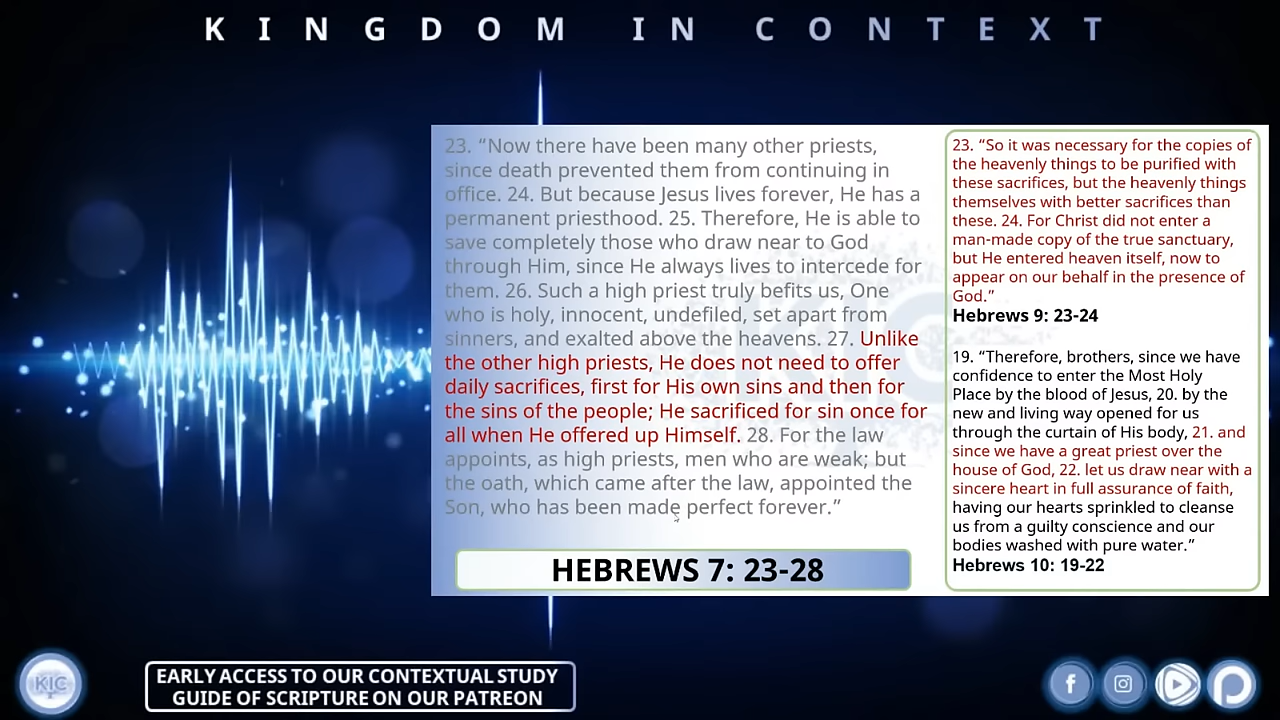 KINGDOM IN CONTEXT
23. “Now there have been many other priests,
since death prevented them from continuing in
office. 24. But because Jesus lives forever, He has a
permanent priesthood. 25. Therefore, He is able to
save completely those who draw near to God
through Him, since He always lives to intercede for
them. 26. Such a high priest truly befits us, One
who is holy, innocent, undefiled, set apart from
sinners, and exalted above the heavens. 27. Unlike
the other high priests, He does not need to offer
daily sacrifices, first for His own sins and then for
the sins of the people; He sacrificed for sin once for
all when He offered up Himself. 28. For the law
appoints, as high priests, men who are weak; but
the oath, which came after the law, appointed the
Son, who has been made perfect forever.”
HEBREWS 7: 23-28
23. “So it was necessary for the copies of
the heavenly things to be purified with
these sacrifices, but the heavenly things
themselves with better sacrifices than
these. 24. For Christ did not enter a
man-made copy of the true sanctuary,
but He entered heaven itself, now to
appear on our behalf in the presence of
God.”
Hebrews 9: 23-24
19. “Therefore, brothers, since we have
confidence to enter the Most Holy
Place by the blood of Jesus, 20. by the
new and living way opened for us
through the curtain of His body, 21. and
since we have a great priest over the
house of God, 22. let us draw near with a
sincere heart in full assurance of faith,
having our hearts sprinkled to cleanse
us from a guilty conscience and our
bodies washed with pure water.”
Hebrews 10: 19-22
KIC
EARLY ACCESS TO OUR CONTEXTUAL STUDY
GUIDE OF SCRIPTURE ON OUR PATREON